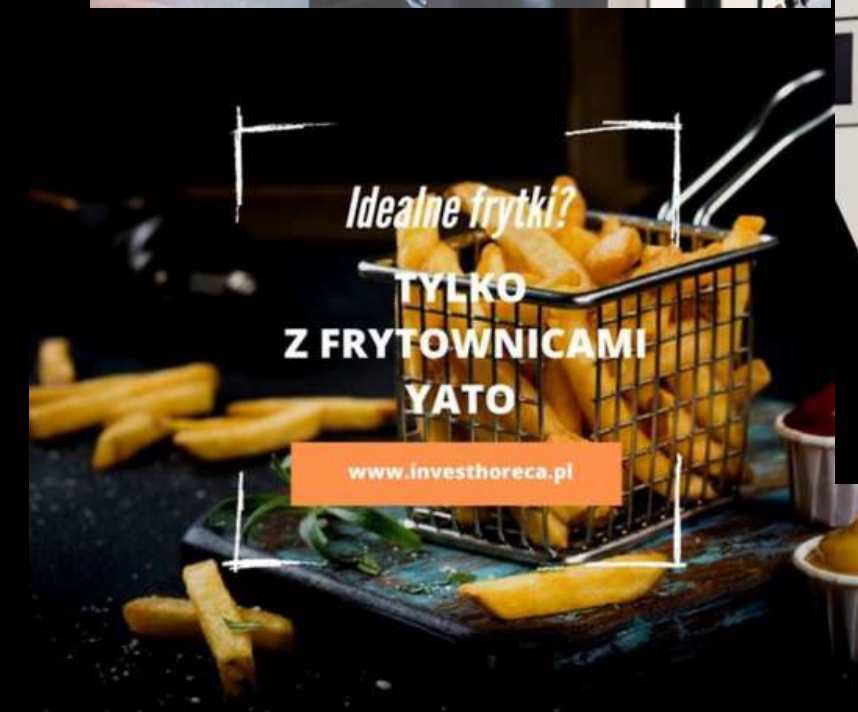 Idealne frytki?
TYLKO
Z FRYTOWNICAMI
YATO
www.investhoreca.pl